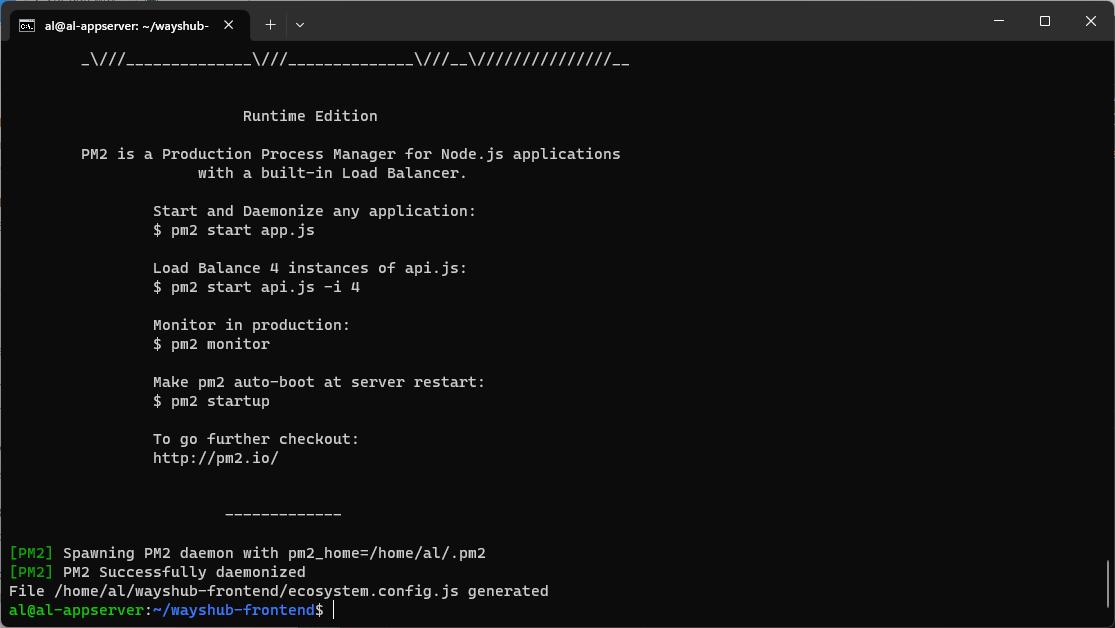 al@al-appserver: ~/wayshub-
_\///______________\///______________\///__\///////////////__
Runtime Edition
PM2 is a Production Process Manager for Node.js applications
with a built-in Load Balancer.
Start and Daemonize any application:
$ pm2 start app.js
Load Balance 4 instances of api.js:
$ pm2 start api.js -i 4
Monitor in production:
$ pm2 monitor
Make pm2 auto-boot at server restart:
$ pm2 startup
To go further checkout:
http://pm2.io/
-------------
[PM2] Spawning PM2 daemon with pm2_home=/home/al/.pm2
[PM2] PM2 Successfully daemonized
File /home/al/wayshub-frontend/ecosystem.config.js generated
al@al-appserver:~/wayshub-frontend$